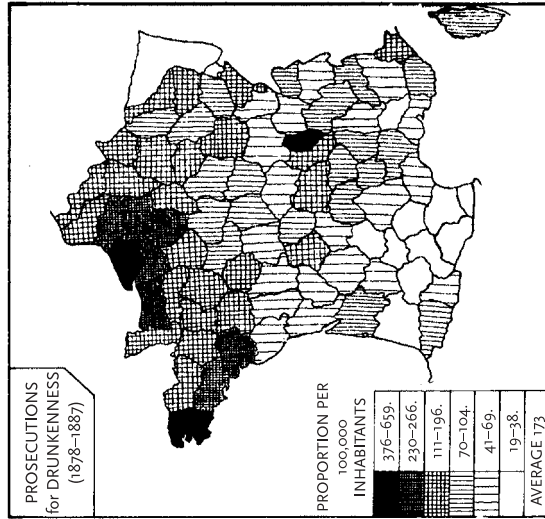 PROSECUTIONS
for DRUNKENNESS
(1878–1887)
PROPORTION PER
100,000
INHABITANTS
376–659.
230–266.
111–196.
70–104.
41–69.
19–38.
AVERAGE 173